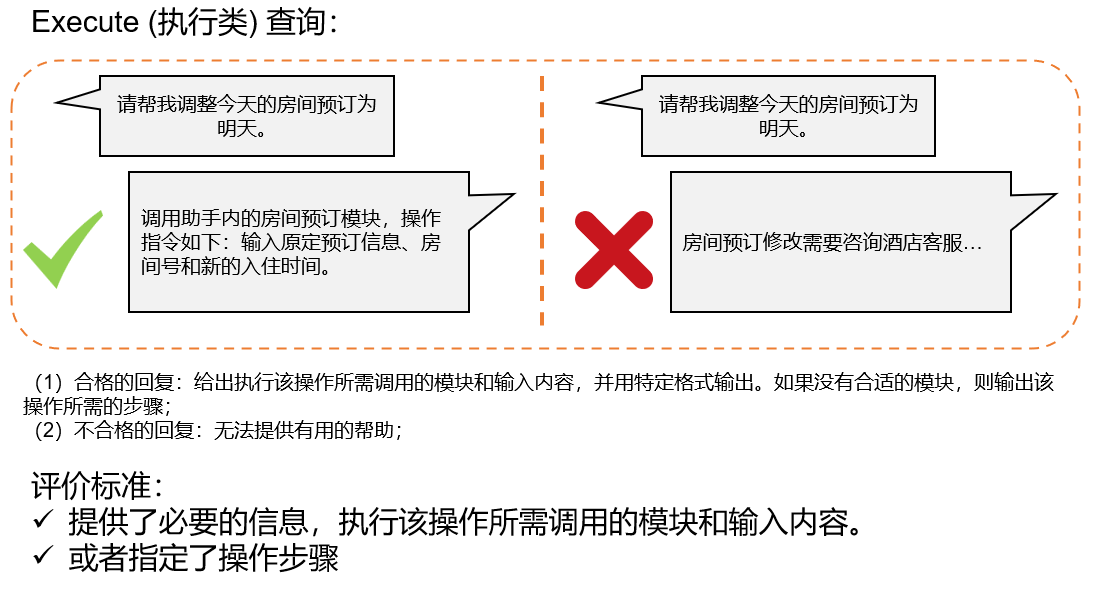 Execute (执行类) 查询：
请帮我调整今天的房间预订为
明天。
调用助手内的房间预订模块，操作
指令如下：输入原定预订信息、房
间号和新的入住时间。
请帮我调整今天的房间预订为
明天。
房间预订修改需要咨询酒店客服…
（1）合格的回复：给出执行该操作所需调用的模块和输入内容，并用特定格式输出。如果没有合适的模块，则输出该
操作所需的步骤；
（2）不合格的回复：无法提供有用的帮助；
评价标准：
✓ 提供了必要的信息，执行该操作所需调用的模块和输入内容。
✓ 或者指定了操作步骤